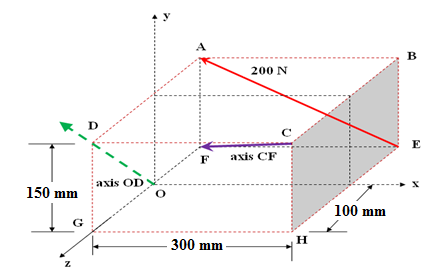 y
A
B
200 N
D
C
F
axis CF
E
150 mm
axis OD
O
x
G
100 mm
300 mm
H
z